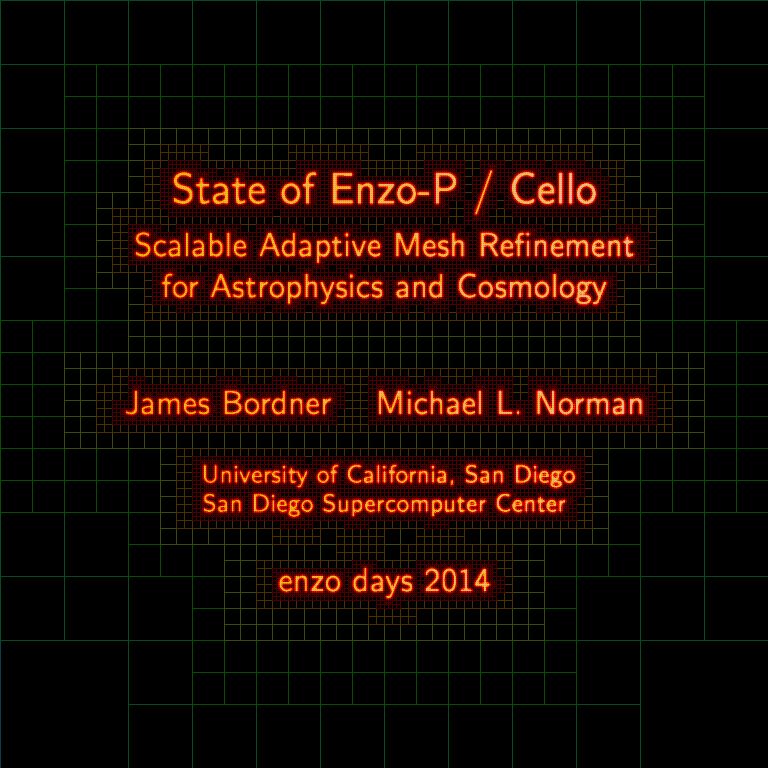 State of Enzo-P / Cello
Scalable Adaptive Mesh Refinement
for Astrophysics and Cosmology
James Bordner Michael L. Norman
University of California, San Diego
San Diego Supercomputer Center
enzo days 2014